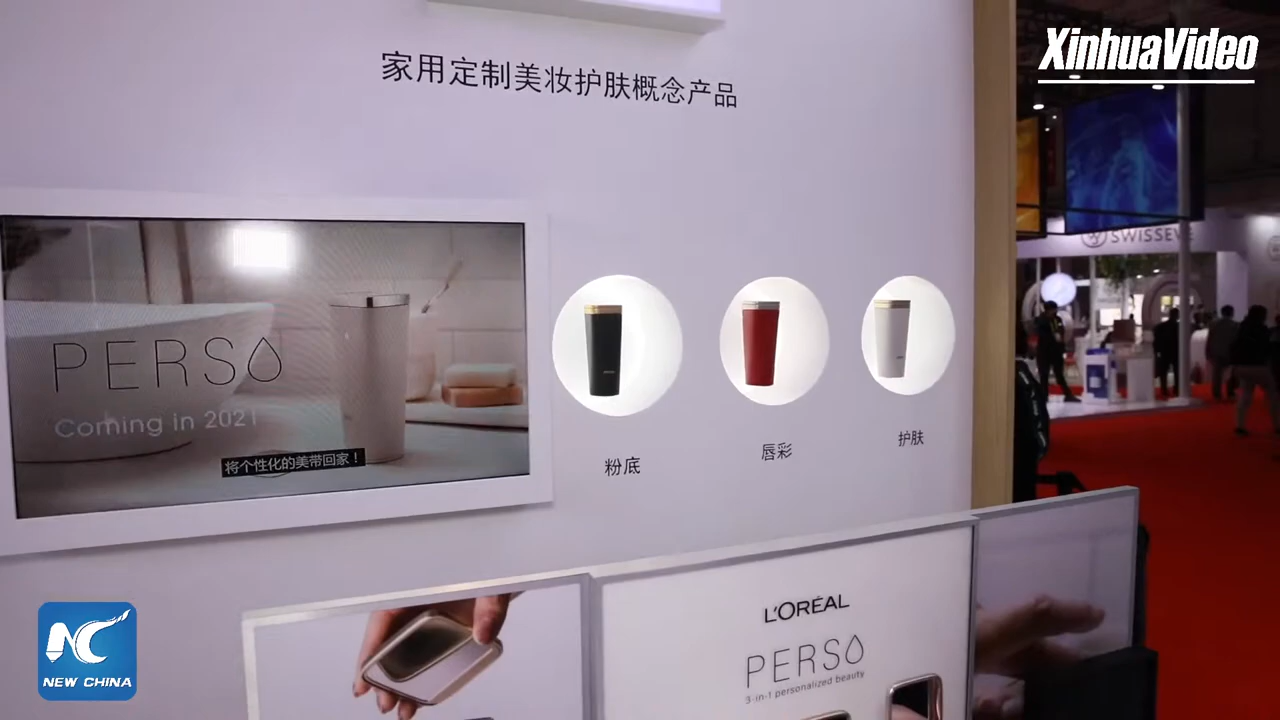 XinhuaVideo
家用定制美妆护肤概念产品
SWISSE
PERSO
Coming in 2021
将个性化的美带回家！
粉底
唇彩
护肤
L'ORÉAL
PERSO
3-in-1 personalized beauty
NC
NEW CHINA